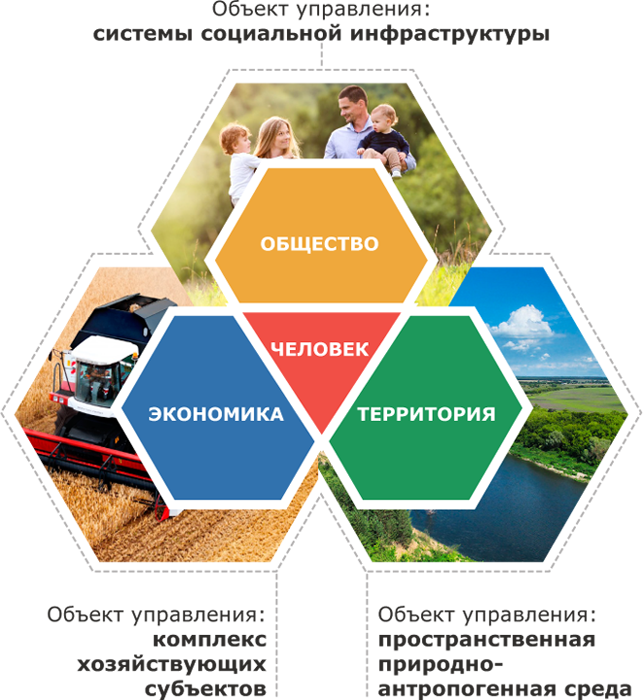 Объект управления:
системы социальной инфраструктуры
ОБЩЕСТВО
ЧЕЛОВЕК
ЭКОНОМИКА
ТЕРРИТОРИЯ
Объект управления:
комплекс
хозяйствующих
субъектов
Объект управления:
пространственная
природно-
антропогенная среда